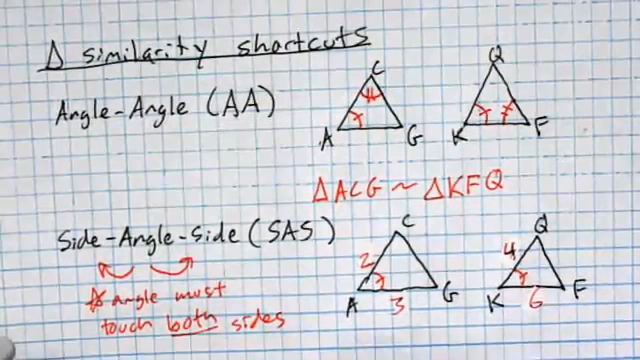 Δ similarity shortcuts
Angle-Angle (AA)
C
A
G
Q
K
F
ΔACG ~ ΔKFQ
Side-Angle-Side (SAS)
C
2
A
3
G
Q
4
K
6
F
* angle must
touch both sides